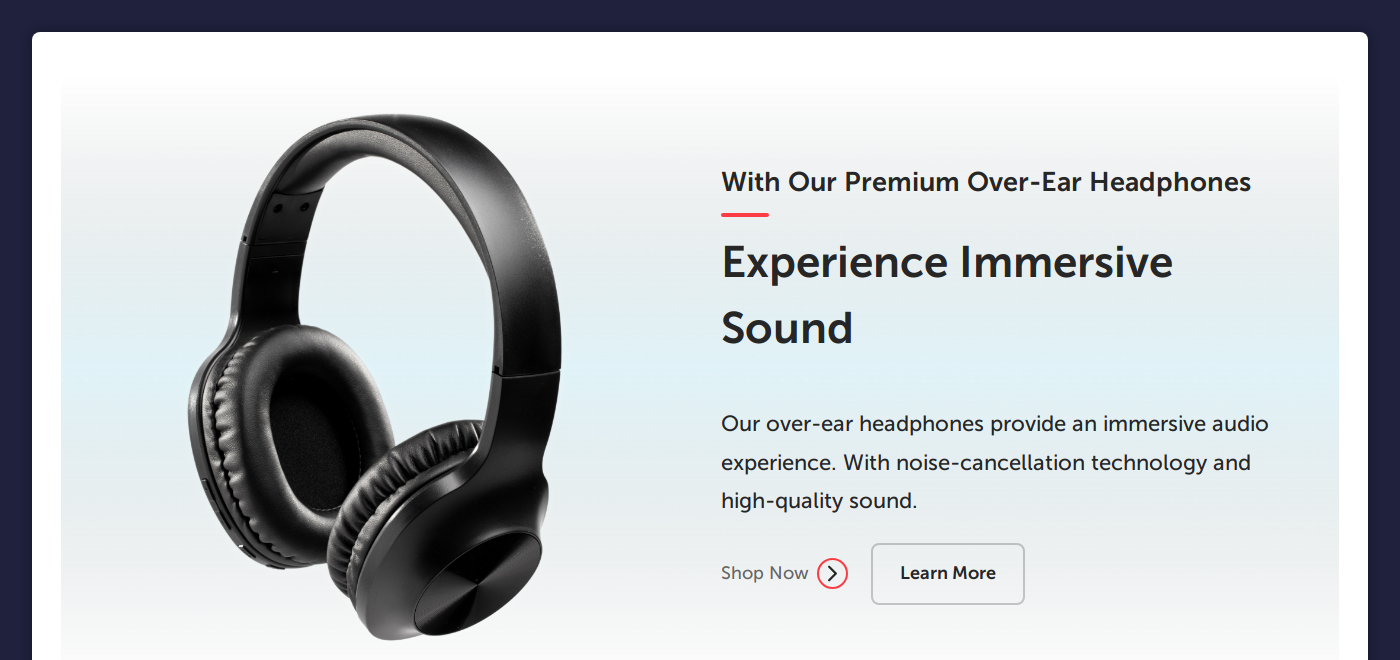 With Our Premium Over-Ear Headphones
Experience Immersive
Sound
Our over-ear headphones provide an immersive audio
experience. With noise-cancellation technology and
high-quality sound.
Shop Now
Learn More